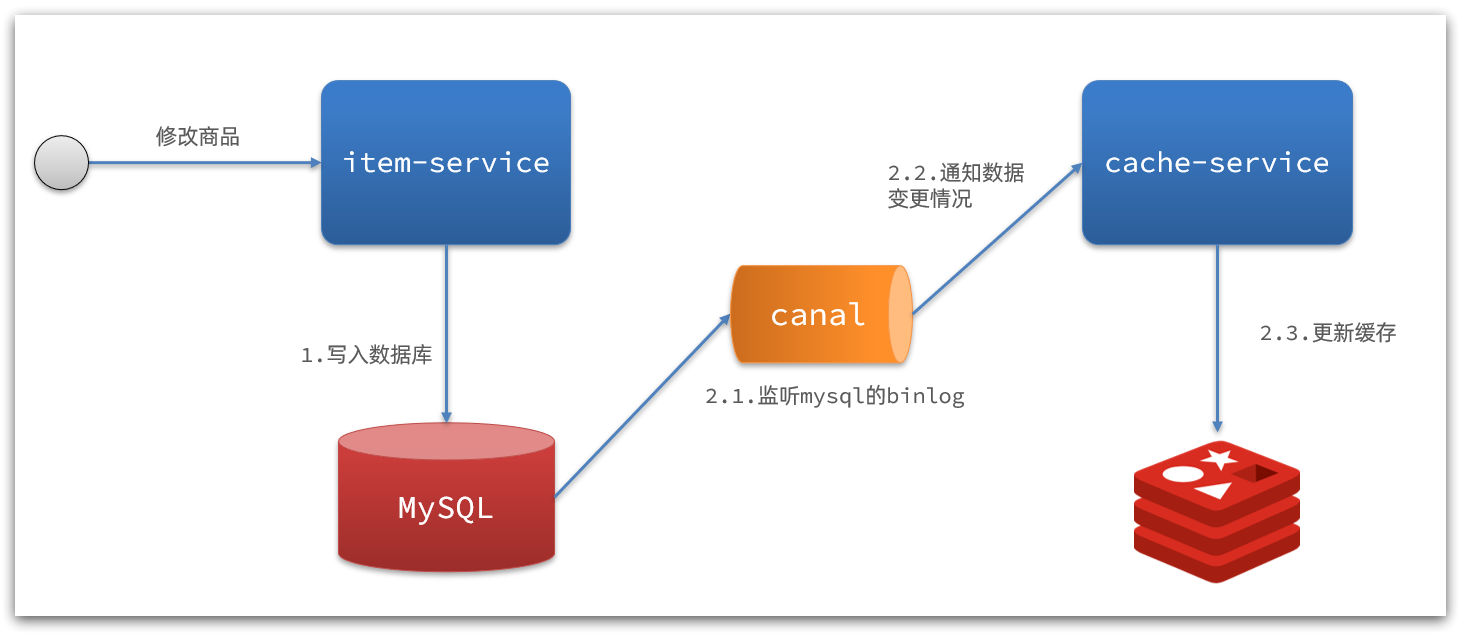 修改商品
item-service
2.2.通知数据
变更情况
cache-service
canal
1.写入数据库
2.3.更新缓存
2.1.监听mysql的binlog
MySQL